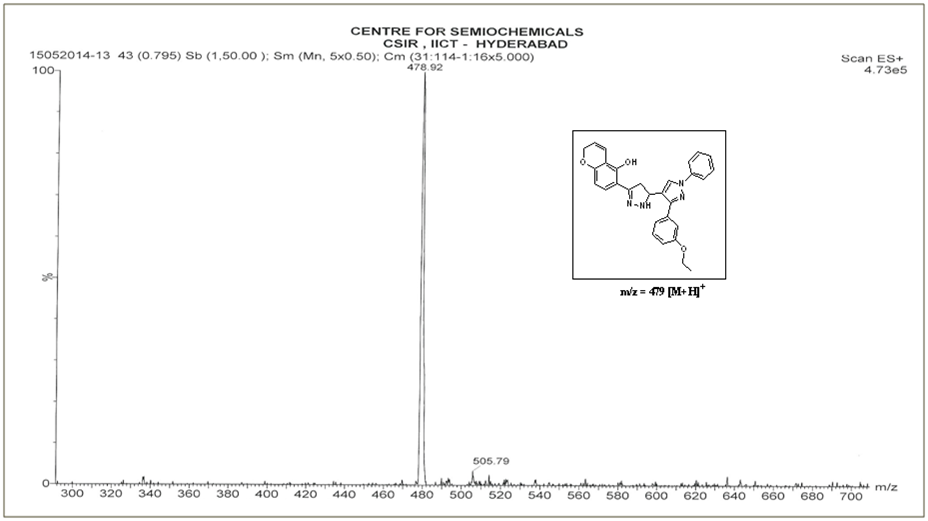 CENTRE FOR SEMIOCHEMICALS
CSIR , IICT - HYDERABAD
15052014-13 43 (0.795) Sb (1,50.00 ); Sm (Mn, 5x0.50); Cm (31:114-1:16x5.000)
Scan ES+
4.73e5
100
478.92
%
0
505.79
O
OH
N
NH
N
N
O
m/z = 479 [M+H]+
300 320 340 360 380 400 420 440 460 480 500 520 540 560 580 600 620 640 660 680 700 m/z